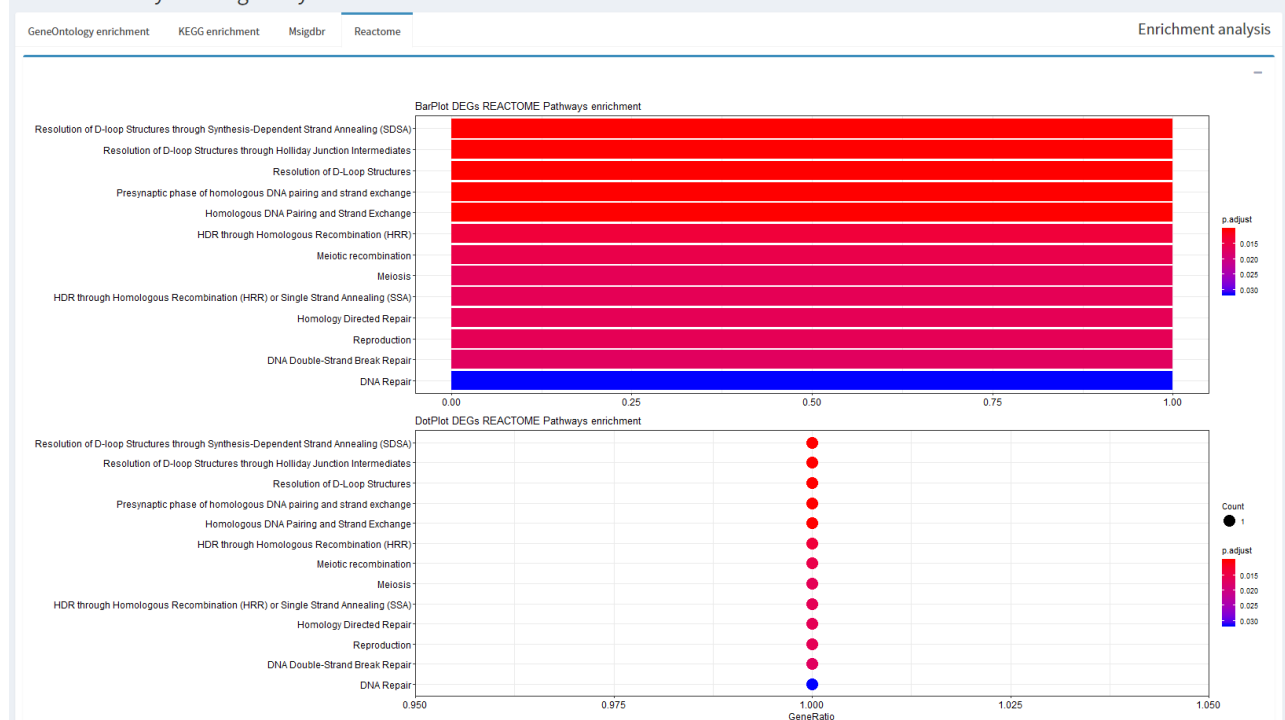 GeneOntology enrichment KEGG enrichment Msigdbr Reactome Enrichment analysis
BarPlot DEGs REACTOME Pathways enrichment
Resolution of D-loop Structures through Synthesis-Dependent Strand Annealing (SDSA)
Resolution of D-loop Structures through Holliday Junction Intermediates
Resolution of D-Loop Structures
Presynaptic phase of homologous DNA pairing and strand exchange
Homologous DNA Pairing and Strand Exchange
HDR through Homologous Recombination (HRR)
Meiotic recombination
Meiosis
HDR through Homologous Recombination (HRR) or Single Strand Annealing (SSA)
Homology Directed Repair
Reproduction
DNA Double-Strand Break Repair
DNA Repair
0.00 0.25 0.50 0.75 1.00
p.adjust
0.015
0.020
0.025
0.030
DotPlot DEGs REACTOME Pathways enrichment
Resolution of D-loop Structures through Synthesis-Dependent Strand Annealing (SDSA)
Resolution of D-loop Structures through Holliday Junction Intermediates
Resolution of D-Loop Structures
Presynaptic phase of homologous DNA pairing and strand exchange
Homologous DNA Pairing and Strand Exchange
HDR through Homologous Recombination (HRR)
Meiotic recombination
Meiosis
HDR through Homologous Recombination (HRR) or Single Strand Annealing (SSA)
Homology Directed Repair
Reproduction
DNA Double-Strand Break Repair
DNA Repair
0.950 0.975 1.000 1.025 1.050
GeneRatio
Count
1
p.adjust
0.015
0.020
0.025
0.030